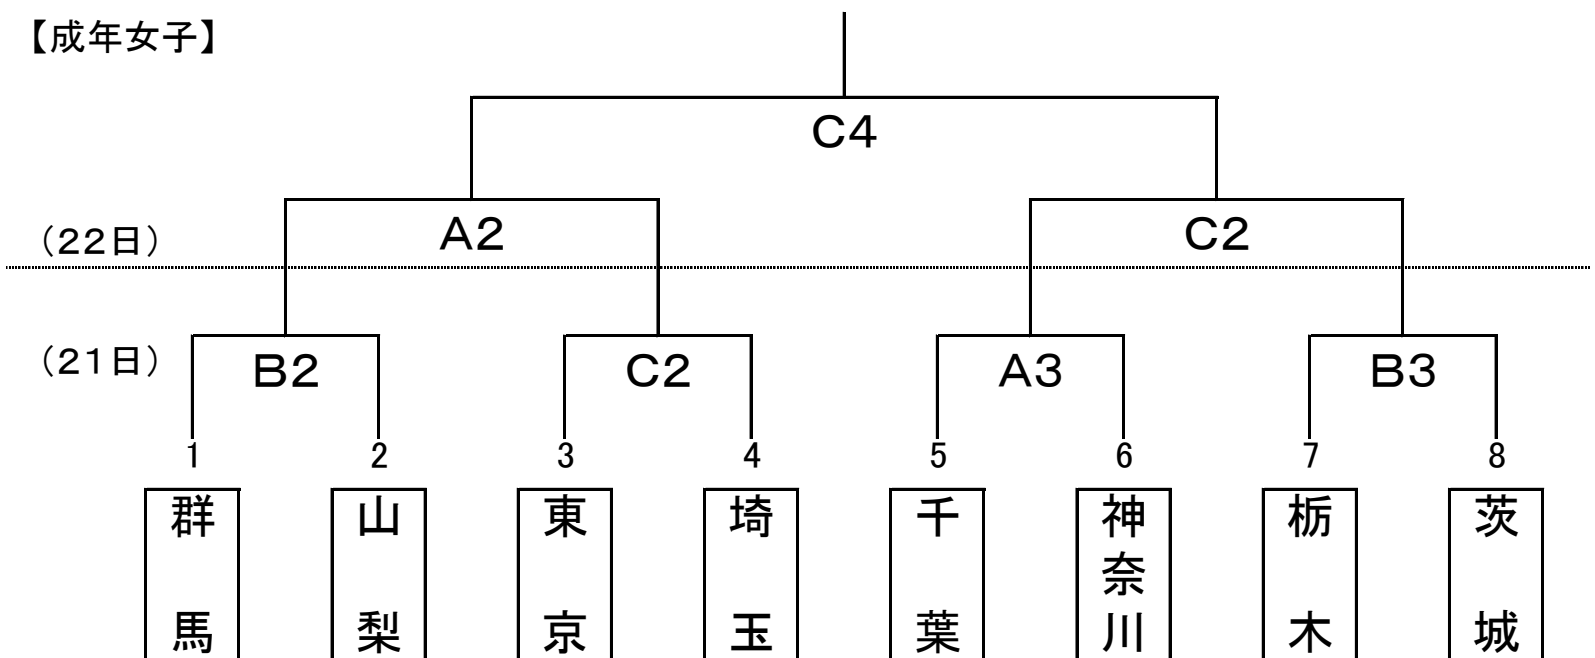 【成年女子】
C4
(22日)
A2
C2
(21日)
B2
C2
A3
B3
1
2
3
4
5
6
7
8
群馬
山梨
東京
埼玉
千葉
神奈川
栃木
茨城